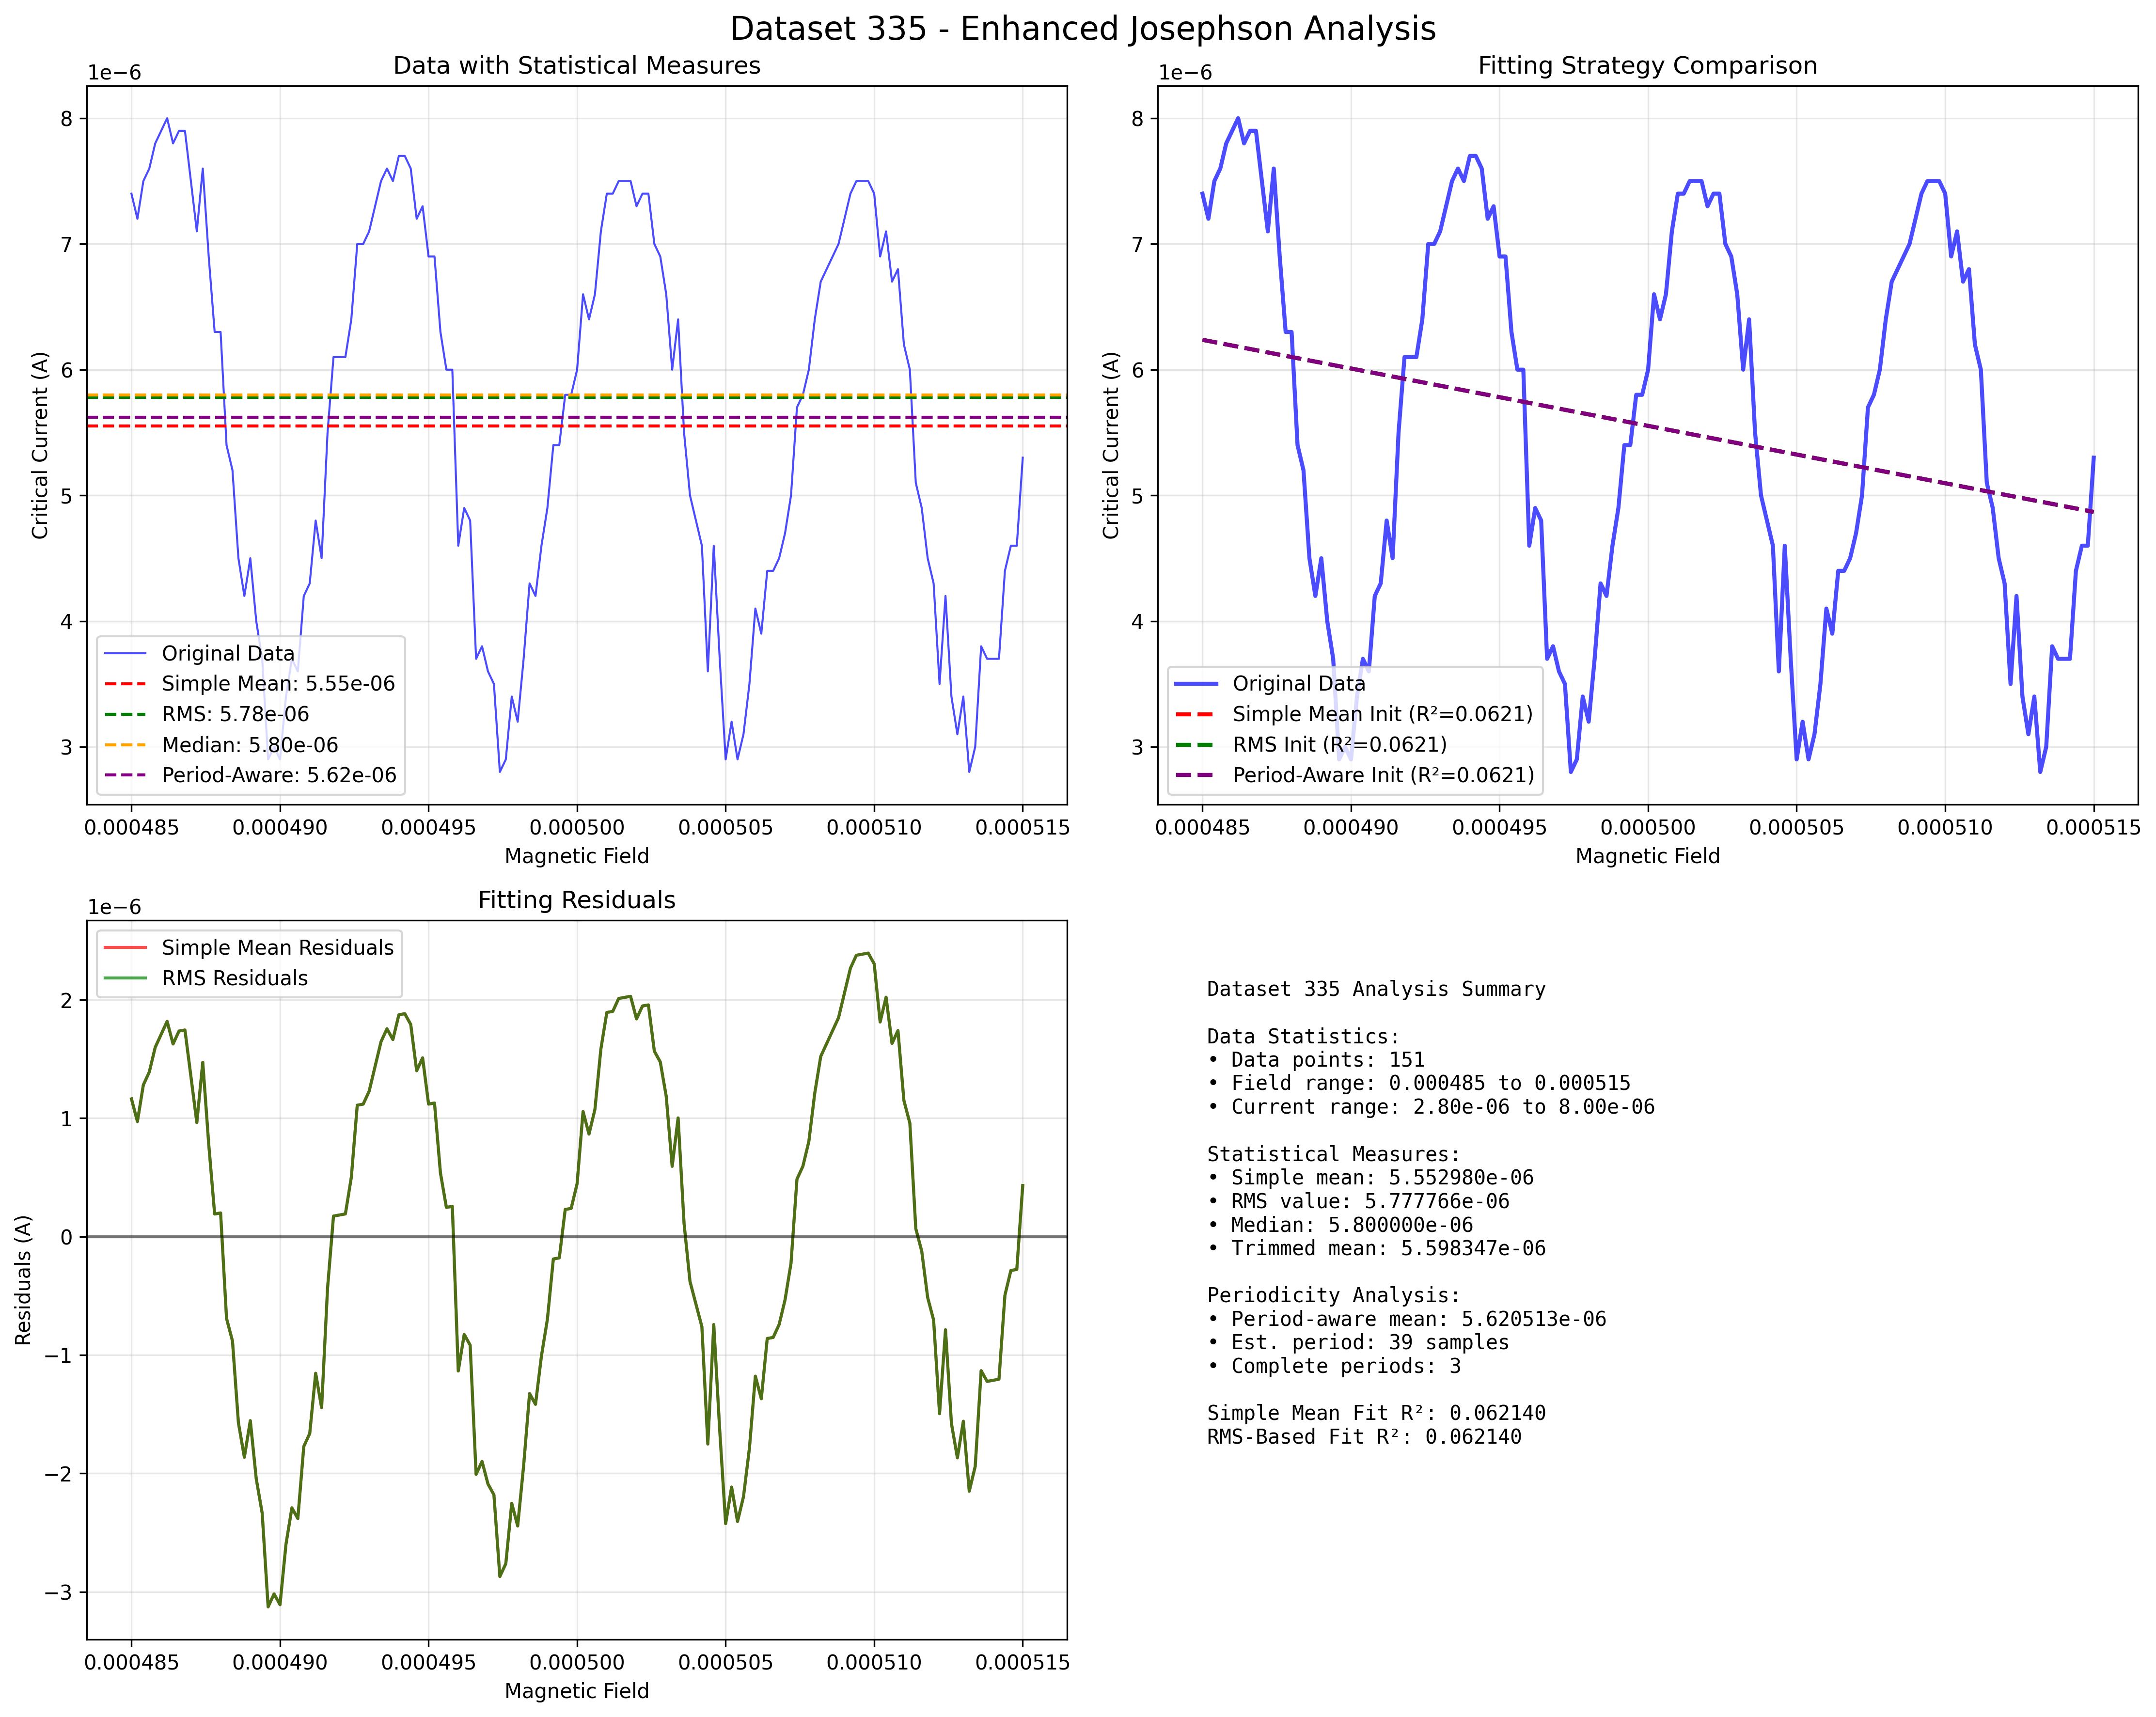 Dataset 335 - Enhanced Josephson Analysis
Data with Statistical Measures
1e−6
8
7
6
5
4
3
Critical Current (A)
Original Data
Simple Mean: 5.55e-06
RMS: 5.78e-06
Median: 5.80e-06
Period-Aware: 5.62e-06
0.000485 0.000490 0.000495 0.000500 0.000505 0.000510 0.000515
Magnetic Field
Fitting Strategy Comparison
1e−6
8
7
6
5
4
3
Critical Current (A)
Original Data
Simple Mean Init (R²=0.0621)
RMS Init (R²=0.0621)
Period-Aware Init (R²=0.0621)
0.000485 0.000490 0.000495 0.000500 0.000505 0.000510 0.000515
Magnetic Field
Fitting Residuals
1e−6
Simple Mean Residuals
RMS Residuals
2
1
0
−1
−2
−3
Residuals (A)
0.000485 0.000490 0.000495 0.000500 0.000505 0.000510 0.000515
Magnetic Field
Dataset 335 Analysis Summary
Data Statistics:
• Data points: 151
• Field range: 0.000485 to 0.000515
• Current range: 2.80e-06 to 8.00e-06
Statistical Measures:
• Simple mean: 5.552980e-06
• RMS value: 5.777766e-06
• Median: 5.800000e-06
• Trimmed mean: 5.598347e-06
Periodicity Analysis:
• Period-aware mean: 5.620513e-06
• Est. period: 39 samples
• Complete periods: 3
Simple Mean Fit R²: 0.062140
RMS-Based Fit R²: 0.062140